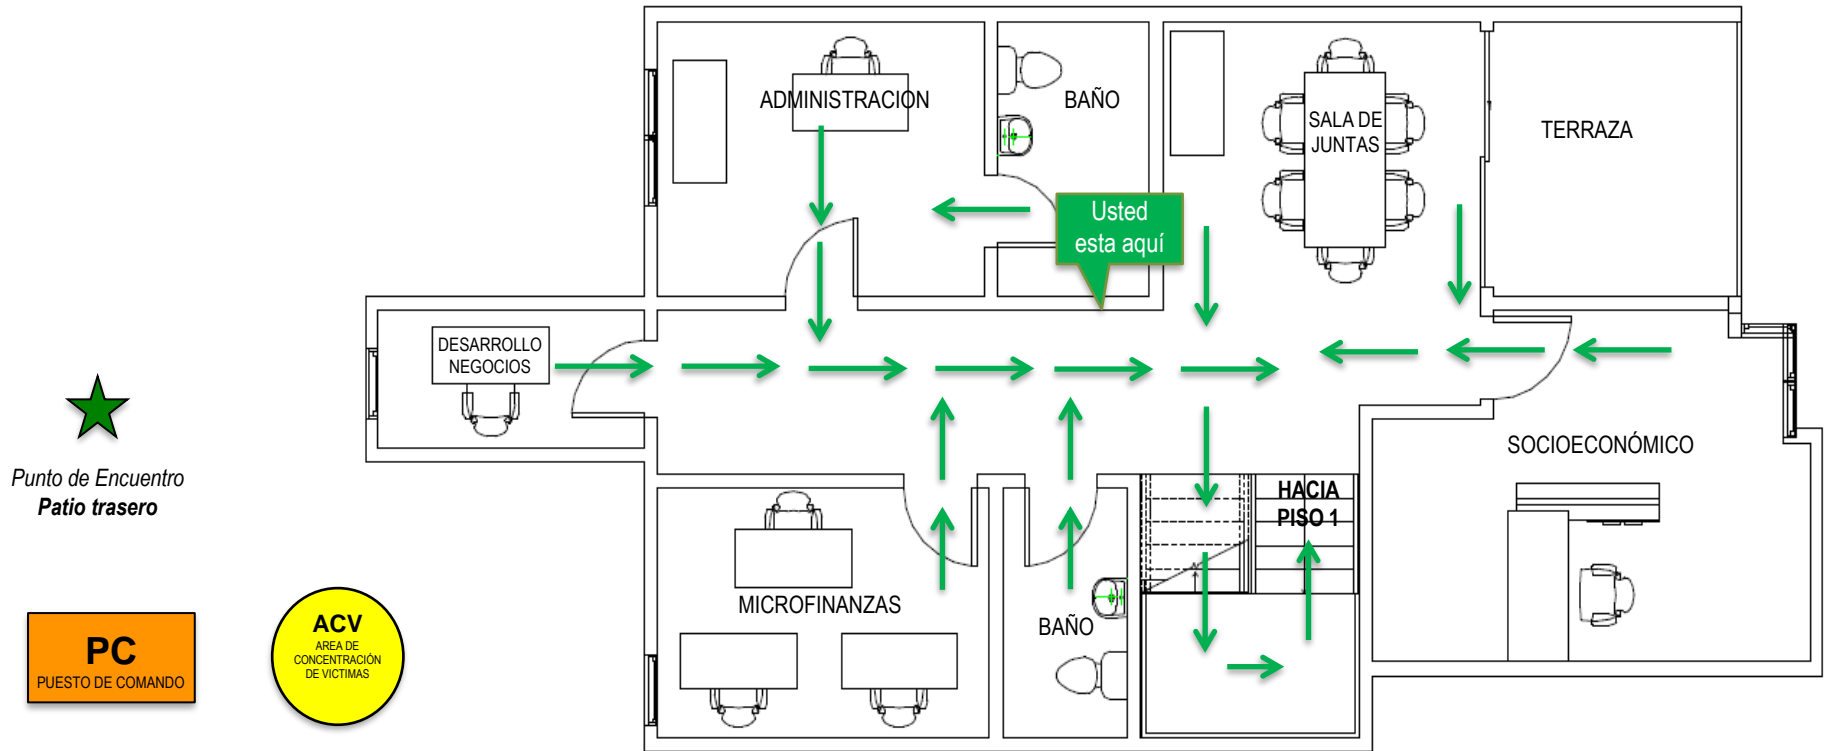 ADMINISTRACION
BAÑO
SALA DE
JUNTAS
TERRAZA
Usted
esta aquí
DESARROLLO
NEGOCIOS
SOCIOECONÓMICO
HACIA
PISO 1
MICROFINANZAS
BAÑO
Punto de Encuentro
Patio trasero
PC
PUESTO DE COMANDO
ACV
AREA DE
CONCENTRACIÓN
DE VICTIMAS